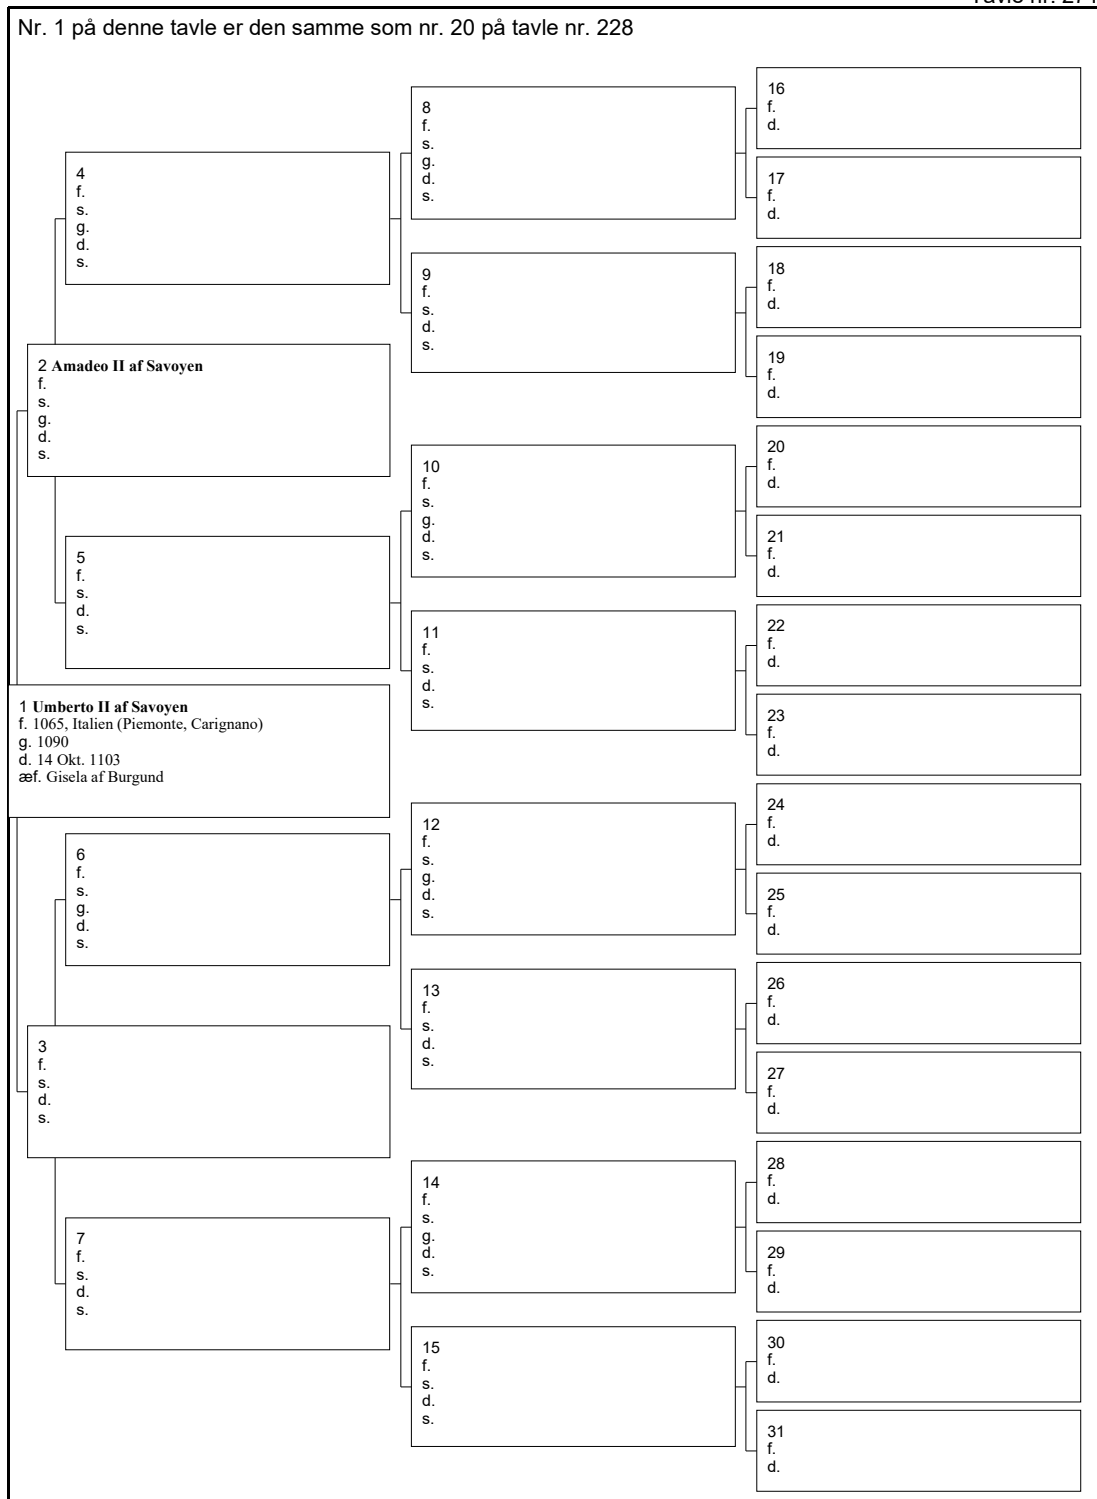 Nr. 1 på denne tavle er den samme som nr. 20 på tavle nr. 228
16
f.
d.
8
f.
s.
g.
d.
s.
17
f.
d.
4
f.
s.
g.
d.
s.
18
f.
d.
9
f.
s.
d.
s.
19
f.
d.
2 Amadeo II af Savoyen
f.
s.
g.
d.
s.
20
f.
d.
10
f.
s.
g.
d.
s.
21
f.
d.
5
f.
s.
d.
s.
22
f.
d.
11
f.
s.
d.
s.
23
f.
d.
1 Umberto II af Savoyen
f. 1065, Italien (Piemonte, Carignano)
g. 1090
d. 14 Okt. 1103
æf. Gisela af Burgund
24
f.
d.
12
f.
s.
g.
d.
s.
25
f.
d.
6
f.
s.
g.
d.
s.
26
f.
d.
13
f.
s.
d.
s.
27
f.
d.
3
f.
s.
d.
s.
28
f.
d.
14
f.
s.
g.
d.
s.
29
f.
d.
7
f.
s.
d.
s.
30
f.
d.
15
f.
s.
d.
s.
31
f.
d.